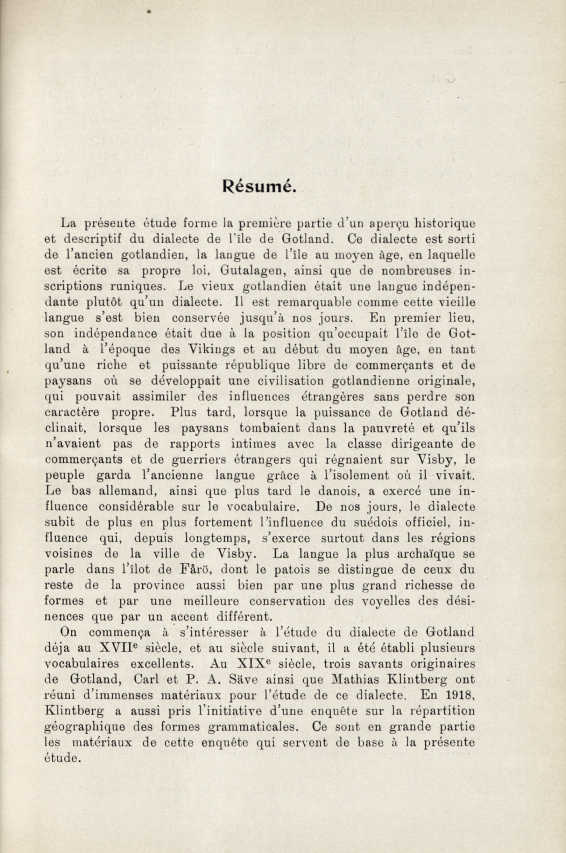 Résumé.
La présente étude forme la première partie d'un aperçu historique
et descriptif du dialecte de l'île de Gotland. Ce dialecte est sorti
de l'ancien gotlandien, la langue de l'île au moyen âge, en laquelle
est écrite sa propre loi, Gutalagen, ainsi que de nombreuses in-
scriptions runiques. Le vieux gotlandien était une langue indépen-
dante plutôt qu'un dialecte. Il est remarquable comme cette vieille
langue s'est bien conservée jusqu'à nos jours. En premier lieu,
son indépendance était due à la position qu'occupait l'île de Got-
land à l'époque des Vikings et au début du moyen âge, en tant
qu'une riche et puissante république libre de commerçants et de
paysans où se développait une civilisation gotlandienne originale,
qui pouvait assimiler des influences étrangères sans perdre son
caractère propre. Plus tard, lorsque la puissance de Gotland dé-
clinait, lorsque les paysans tombaient dans la pauvreté et qu'ils
n'avaient pas de rapports intimes avec la classe dirigeante de
commerçants et de guerriers étrangers qui régnaient sur Visby, le
peuple garda l'ancienne langue grâce à l'isolement où il vivait.
Le bas allemand, ainsi que plus tard le danois, a exercé une in-
fluence considérable sur le vocabulaire. De nos jours, le dialecte
subit de plus en plus fortement l'influence du suédois officiel, in-
fluence qui, depuis longtemps, s'exerce surtout dans les régions
voisines de la ville de Visby. La langue la plus archaïque se
parle dans l'îlot de Fårö, dont le patois se distingue de ceux du
reste de la province aussi bien par une plus grand richesse de
formes et par une meilleure conservation des voyelles des dési-
nences que par un accent différent.
On commença à s'intéresser à l'étude du dialecte de Gotland
déja au XVIIe siècle, et au siècle suivant, il a été établi plusieurs
vocabulaires excellents. Au XIXe siècle, trois savants originaires
de Gotland, Carl et P. A. Säve ainsi que Mathias Klintberg ont
réuni d'immenses matériaux pour l'étude de ce dialecte. En 1918,
Klintberg a aussi pris l'initiative d'une enquête sur la répartition
géographique des formes grammaticales. Ce sont en grande partie
les matériaux de cette enquête qui servent de base à la présente
étude.